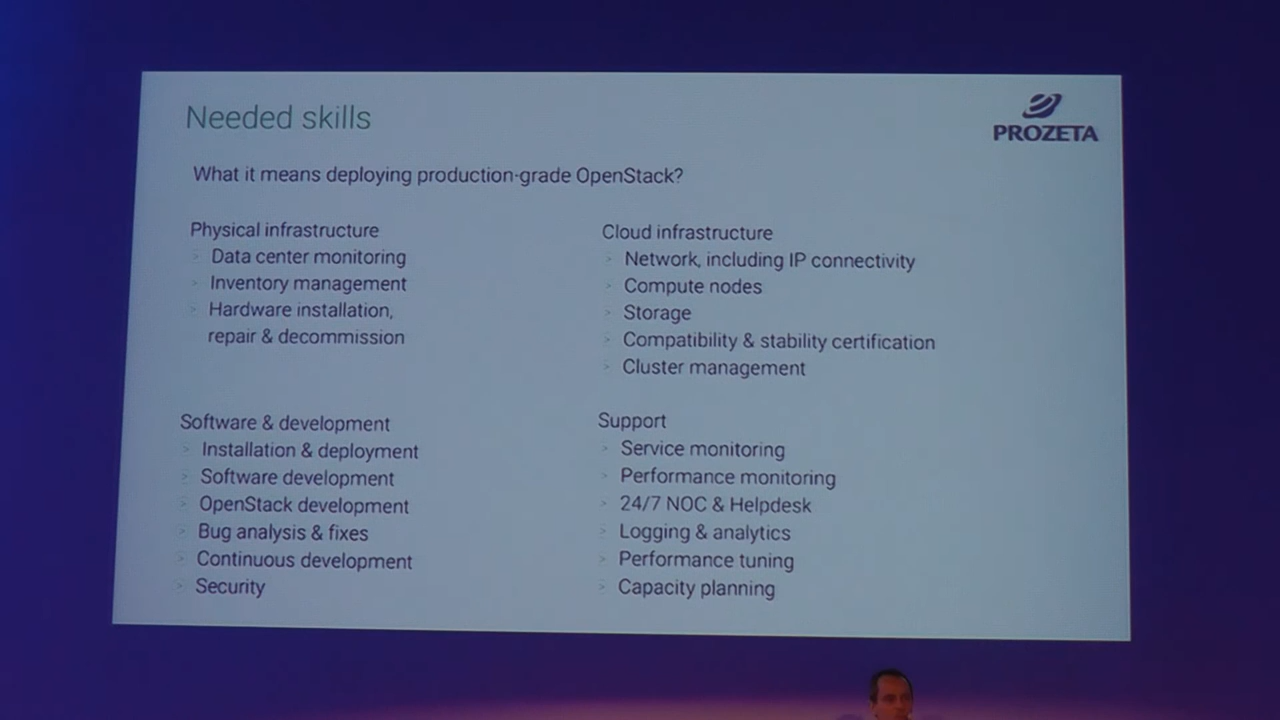 Needed skills
PROZETA
What it means deploying production-grade OpenStack?
Physical infrastructure
> Data center monitoring
> Inventory management
> Hardware installation,
repair & decommission
Cloud infrastructure
> Network, including IP connectivity
> Compute nodes
> Storage
> Compatibility & stability certification
> Cluster management
Software & development
> Installation & deployment
> Software development
> OpenStack development
> Bug analysis & fixes
> Continuous development
> Security
Support
> Service monitoring
> Performance monitoring
> 24/7 NOC & Helpdesk
> Logging & analytics
> Performance tuning
> Capacity planning